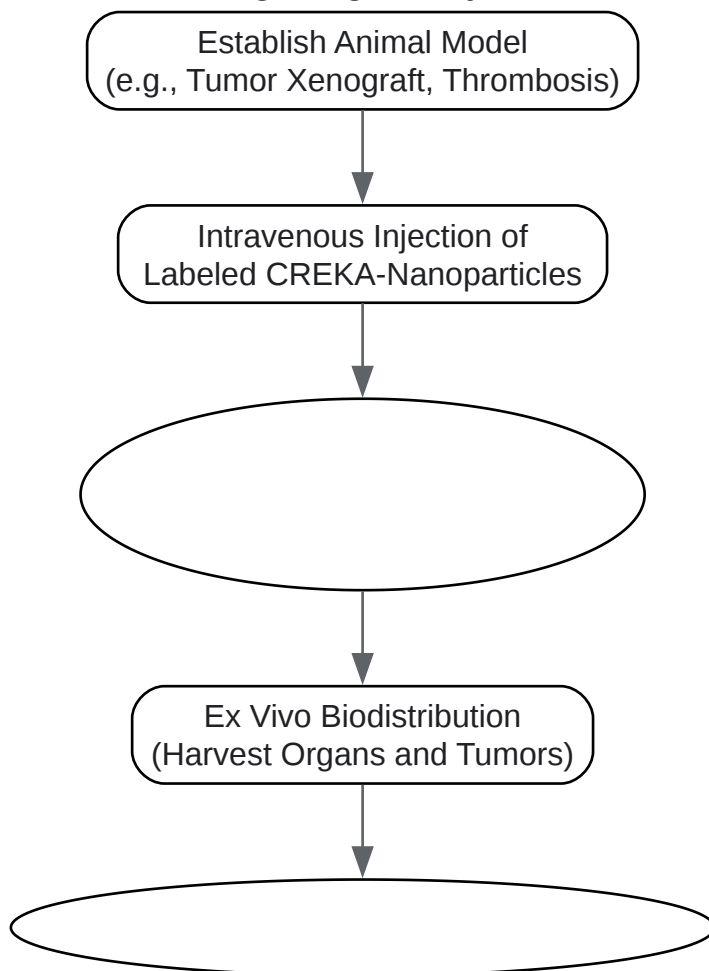 Establish Animal Model
(e.g., Tumor Xenograft, Thrombosis)
Intravenous Injection of
Labeled CREKA-Nanoparticles
Ex Vivo Biodistribution
(Harvest Organs and Tumors)